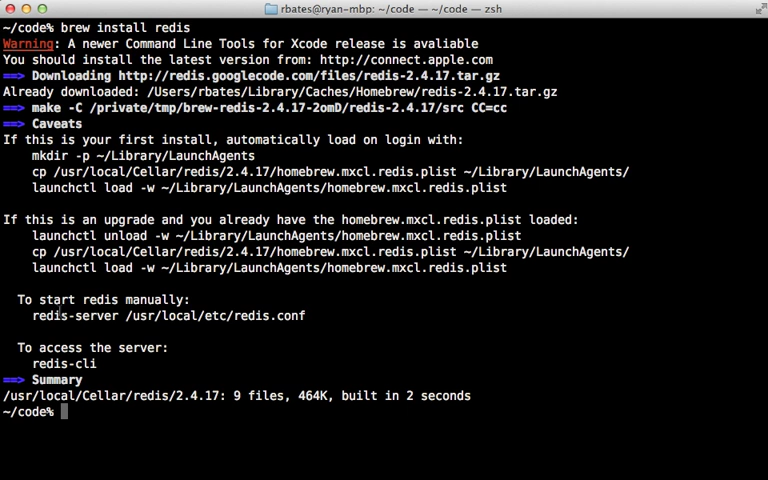 rbates@ryan-mbp: ~/code — ~/code — zsh
~/code% brew install redis
Warning: A newer Command Line Tools for Xcode release is avaliable
You should install the latest version from: http://connect.apple.com
==> Downloading http://redis.googlecode.com/files/redis-2.4.17.tar.gz
Already downloaded: /Users/rbates/Library/Caches/Homebrew/redis-2.4.17.tar.gz
==> make -C /private/tmp/brew-redis-2.4.17-2omD/redis-2.4.17/src CC=cc
==> Caveats
If this is your first install, automatically load on login with:
mkdir -p ~/Library/LaunchAgents
cp /usr/local/Cellar/redis/2.4.17/homebrew.mxcl.redis.plist ~/Library/LaunchAgents/
launchctl load -w ~/Library/LaunchAgents/homebrew.mxcl.redis.plist
If this is an upgrade and you already have the homebrew.mxcl.redis.plist loaded:
launchctl unload -w ~/Library/LaunchAgents/homebrew.mxcl.redis.plist
cp /usr/local/Cellar/redis/2.4.17/homebrew.mxcl.redis.plist ~/Library/LaunchAgents/
launchctl load -w ~/Library/LaunchAgents/homebrew.mxcl.redis.plist
To start redis manually:
redis-server /usr/local/etc/redis.conf
To access the server:
redis-cli
==> Summary
/usr/local/Cellar/redis/2.4.17: 9 files, 464K, built in 2 seconds
~/code%